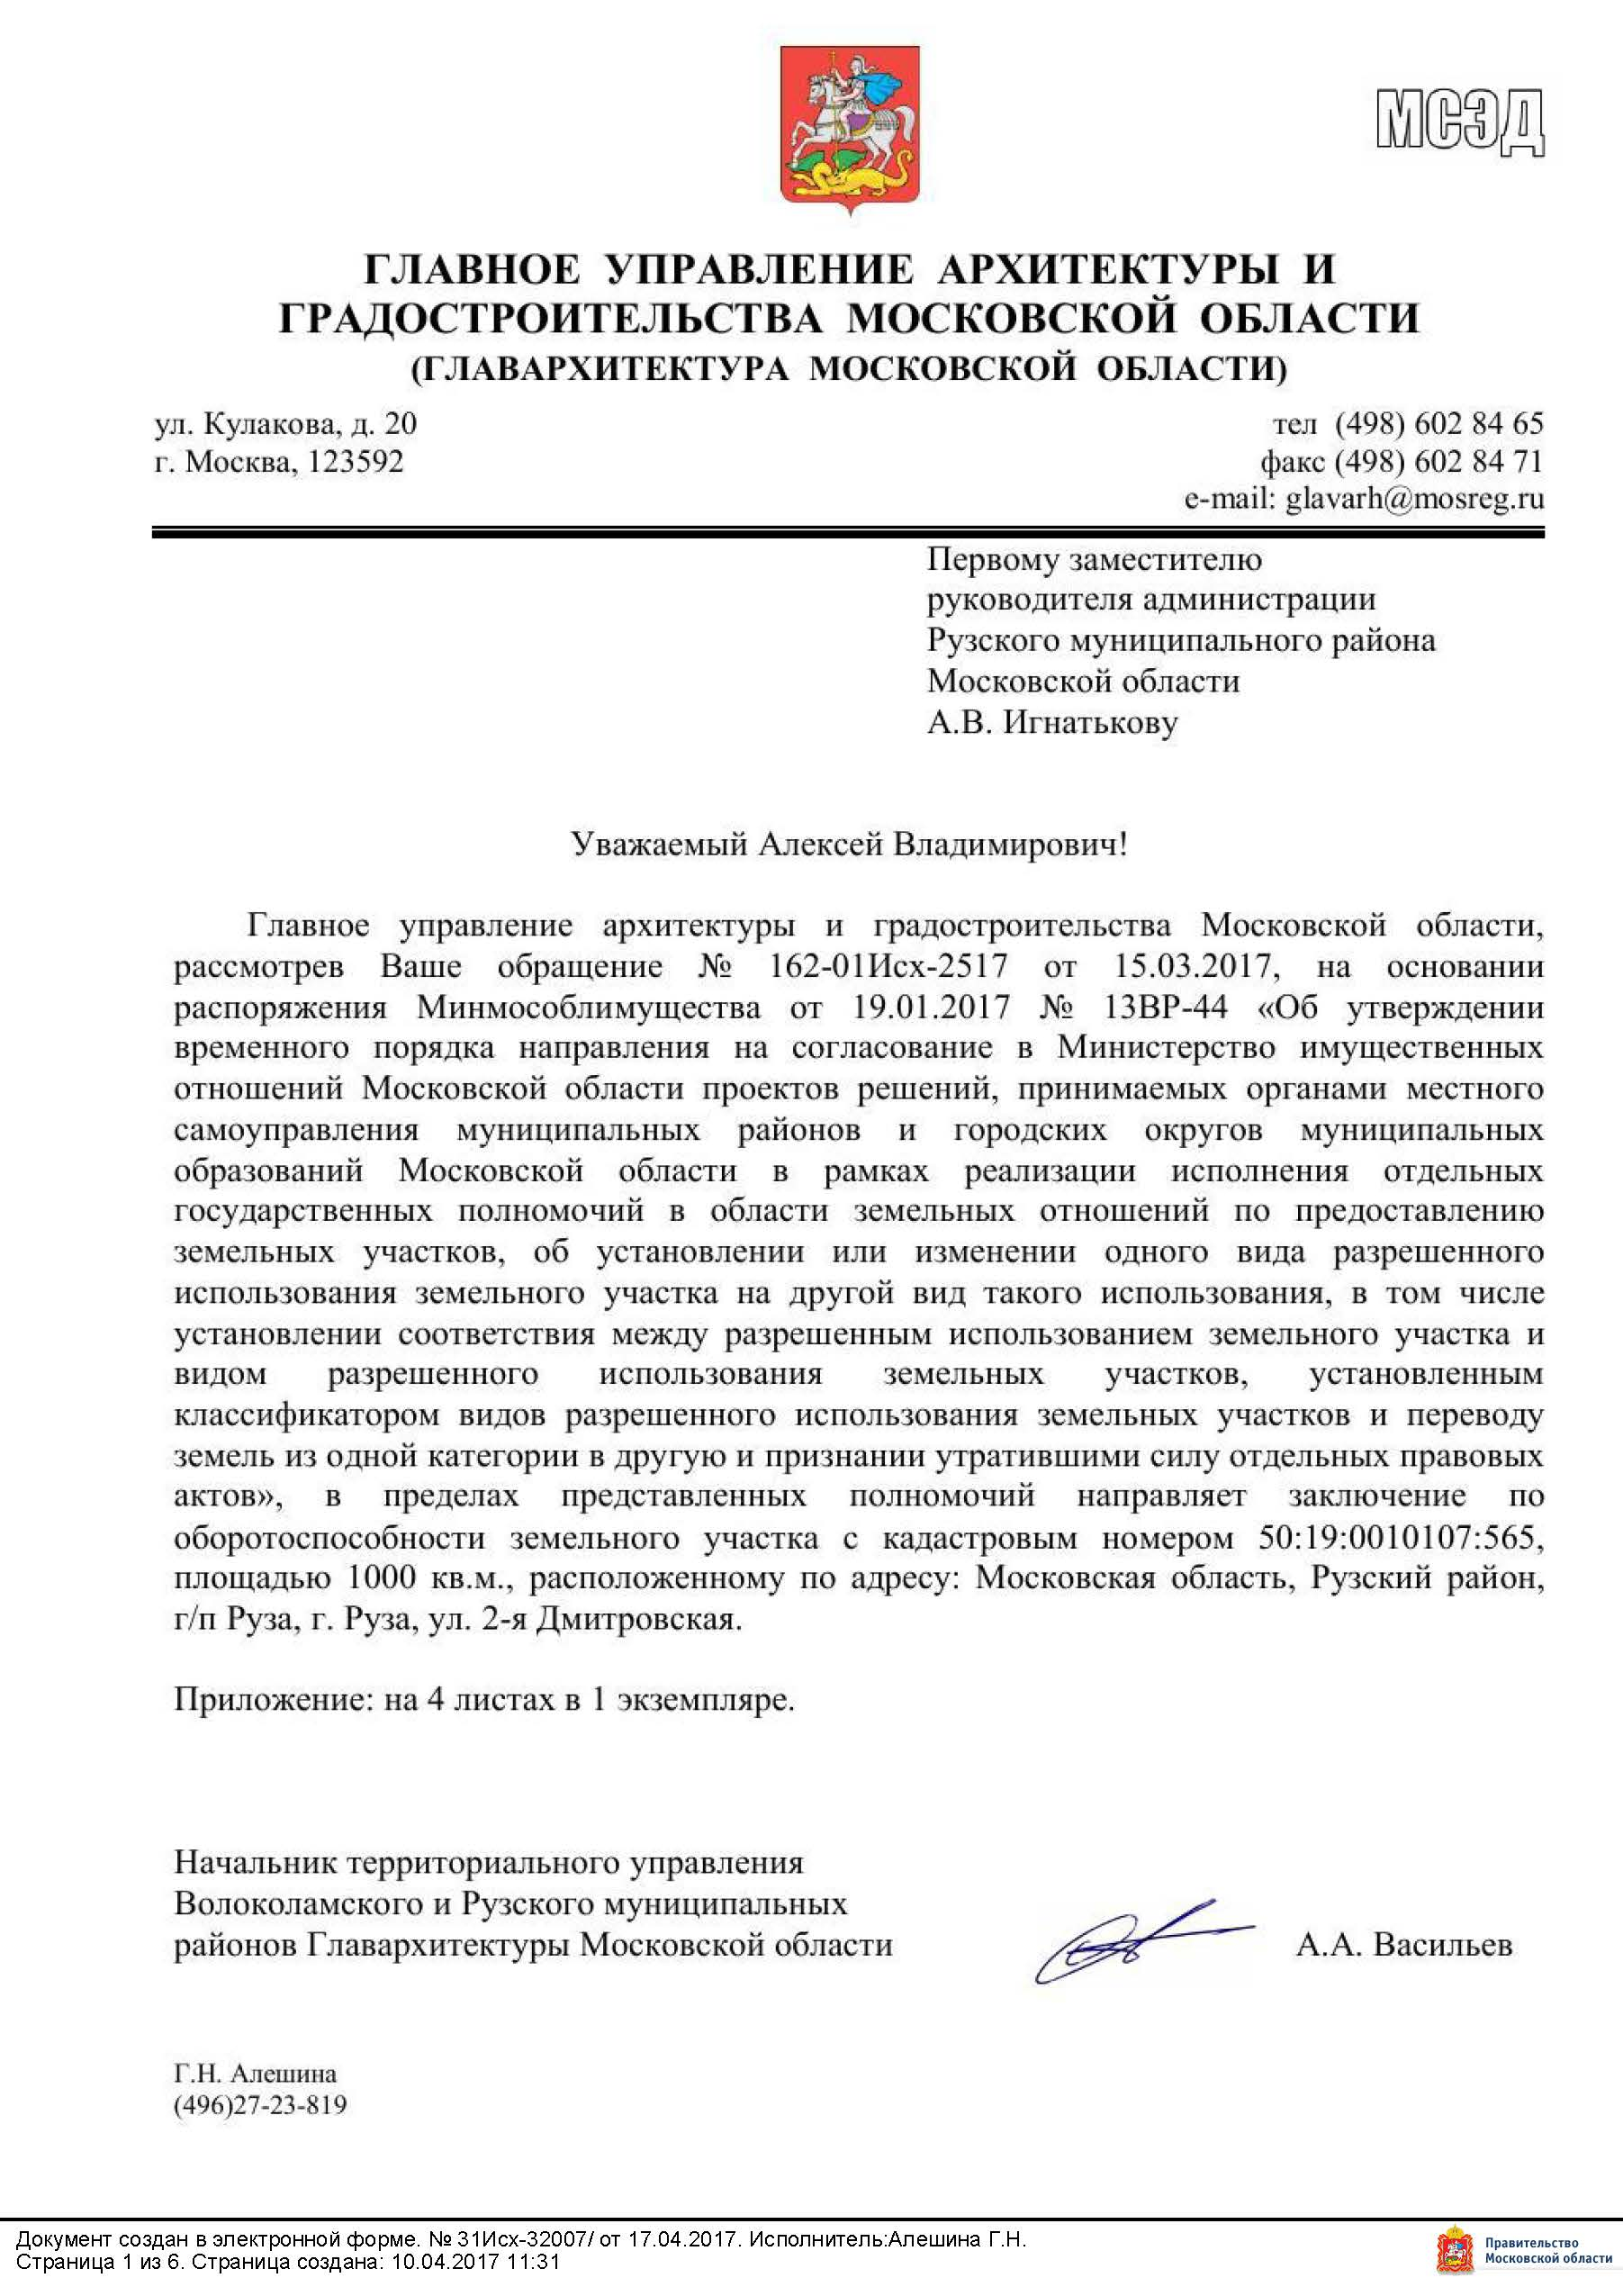 МСЭД
ГЛАВНОЕ УПРАВЛЕНИЕ АРХИТЕКТУРЫ И
ГРАДОСТРОИТЕЛЬСТВА МОСКОВСКОЙ ОБЛАСТИ
(ГЛАВАРХИТЕКТУРА МОСКОВСКОЙ ОБЛАСТИ)
ул. Кулакова, д. 20
г. Москва, 123592
тел (498) 602 84 65
факс (498) 602 84 71
e-mail: glavarh@mosreg.ru
Первому заместителю
руководителя администрации
Рузского муниципального района
Московской области
А.В. Игнатькову
Уважаемый Алексей Владимирович!
Главное управление архитектуры и градостроительства Московской области,
рассмотрев Ваше обращение № 162-01Исх-2517 от 15.03.2017, на основании
распоряжения Минмособлимущества от 19.01.2017 № 13ВР-44 «Об утверждении
временного порядка направления на согласование в Министерство имущественных
отношений Московской области проектов решений, принимаемых органами местного
самоуправления муниципальных районов и городских округов муниципальных
образований Московской области в рамках реализации исполнения отдельных
государственных полномочий в области земельных отношений по предоставлению
земельных участков, об установлении или изменении одного вида разрешенного
использования земельного участка на другой вид такого использования, в том числе
установлении соответствия между разрешенным использованием земельного участка и
видом разрешенного использования земельных участков, установленным
классификатором видов разрешенного использования земельных участков и переводу
земель из одной категории в другую и признании утратившими силу отдельных правовых
актов», в пределах представленных полномочий направляет заключение по
оборотоспособности земельного участка с кадастровым номером 50:19:0010107:565,
площадью 1000 кв.м., расположенному по адресу: Московская область, Рузский район,
г/п Руза, г. Руза, ул. 2-я Дмитровская.
Приложение: на 4 листах в 1 экземпляре.
Начальник территориального управления
Волоколамского и Рузского муниципальных
районов Главархитектуры Московской области
А.А. Васильев
Г.Н. Алешина
(496)27-23-819
Документ создан в электронной форме. № 31Исх-32007/ от 17.04.2017. Исполнитель:Алешина Г.Н.
Страница 1 из 6. Страница создана: 10.04.2017 11:31
Правительство
Московской области